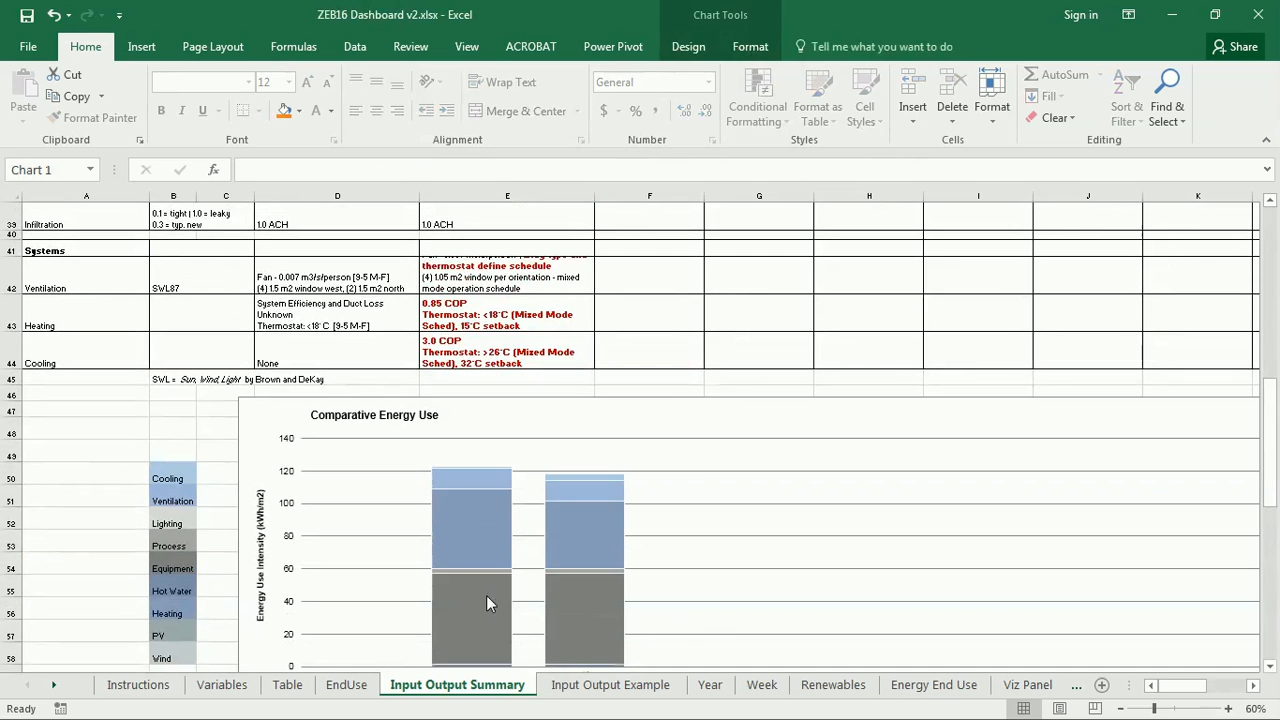 ZEB16 Dashboard v2.xlsx - Excel
Chart Tools
Sign in
File
Home
Insert
Page Layout
Formulas
Data
Review
View
ACROBAT
Power Pivot
Design
Format
Tell me what you want to do
Share
Paste
Cut
Copy
Format Painter
Clipboard
12
B I U
A A
Font
Wrap Text
Merge & Center
Alignment
General
$ % ,
Number
Conditional Formatting
Format as Table
Cell Styles
Styles
Insert
Delete
Format
Cells
AutoSum
Fill
Clear
Sort & Filter
Find & Select
Editing
Chart 1
fx
A B C D E F G H I J K
39 Infiltration
0.1 = tight | 1.0 = leaky
0.3 = typ. new
1.0 ACH
1.0 ACH
40
41 Systems
42 Ventilation
SWL87
Fan - 0.007 m3/s/person [9-5 M-F]
(4) 1.5 m2 window west, (2) 1.5 m2 north
thermostat define schedule
(4) 1.05 m2 window per orientation - mixed
mode operation schedule
43 Heating
System Efficiency and Duct Loss
Unknown
Thermostat: <18°C [9-5 M-F]
0.85 COP
Thermostat: <18°C (Mixed Mode
Sched), 15°C setback
44 Cooling
None
3.0 COP
Thermostat: >26°C (Mixed Mode
Sched), 32°C setback
45 SWL = Sun, Wind, Light by Brown and DeKay
46
47
48
49
50 Cooling
51 Ventilation
52 Lighting
53 Process
54 Equipment
55 Hot Water
56 Heating
57 PV
58 Wind
Comparative Energy Use
Energy Use Intensity (kWh/m2)
140
120
100
80
60
40
20
0
Instructions
Variables
Table
EndUse
Input Output Summary
Input Output Example
Year
Week
Renewables
Energy End Use
Viz Panel
...
Ready
60%